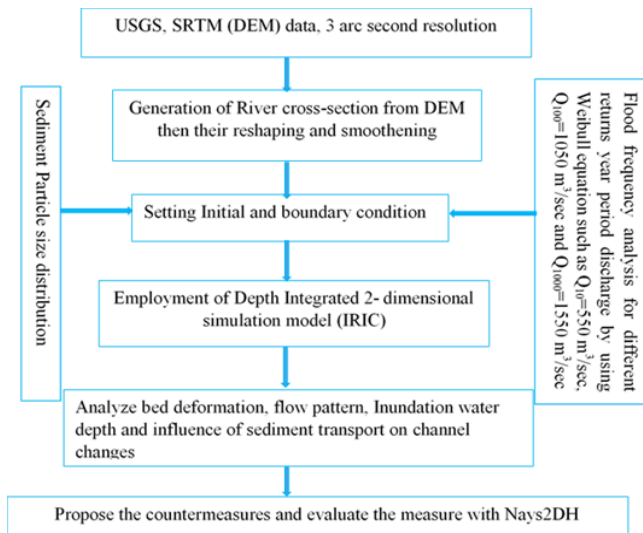 USGS, SRTM (DEM) data, 3 arc second resolution
Generation of River cross-section from DEM
then their reshaping and smoothening
Sediment Particle size distribution
Setting Initial and boundary condition
Flood frequency analysis for different
returns year period discharge by using
Weibull equation such as Q₁₀=550 m³/sec,
Q₁₀₀=1050 m³/sec and Q₁₀₀₀=1550 m³/sec
Employment of Depth Integrated 2- dimensional
simulation model (IRIC)
Analyze bed deformation, flow pattern, Inundation water
depth and influence of sediment transport on channel
changes
Propose the countermeasures and evaluate the measure with Nays2DH